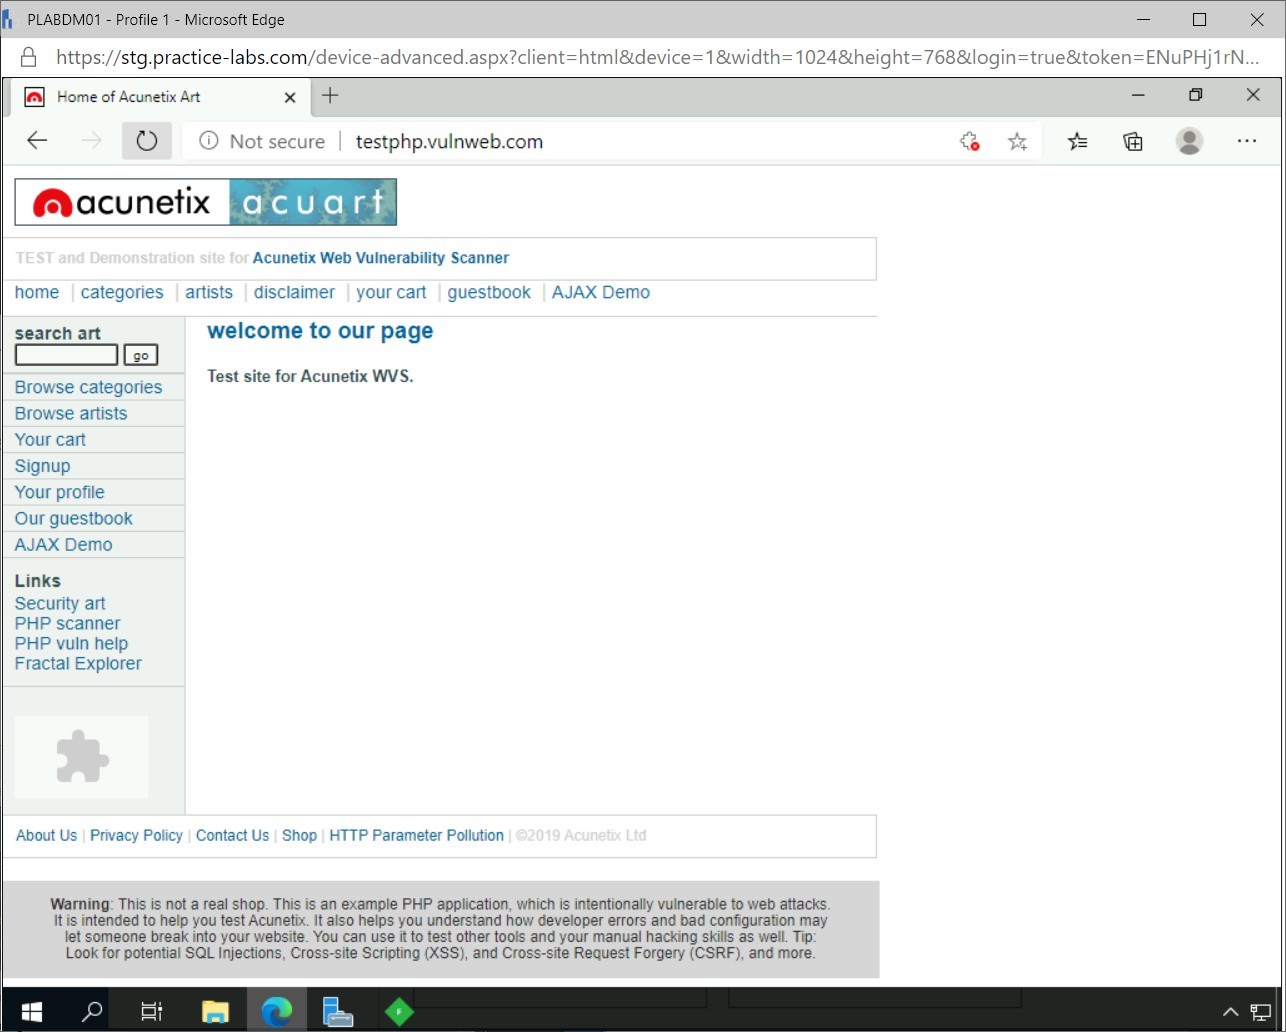 PLABDM01 - Profile 1 - Microsoft Edge
https://stg.practice-labs.com/device-advanced.aspx?client=html&device=1&width=1024&height=768&login=true&token=ENuPHj1rN...
Home of Acunetix Art
Not secure | testphp.vulnweb.com
acunetix acuart
TEST and Demonstration site for Acunetix Web Vulnerability Scanner
home | categories | artists | disclaimer | your cart | guestbook | AJAX Demo
search art
go
Browse categories
Browse artists
Your cart
Signup
Your profile
Our guestbook
AJAX Demo
Links
Security art
PHP scanner
PHP vuln help
Fractal Explorer
welcome to our page
Test site for Acunetix WVS.
About Us | Privacy Policy | Contact Us | Shop | HTTP Parameter Pollution | ©2019 Acunetix Ltd
Warning: This is not a real shop. This is an example PHP application, which is intentionally vulnerable to web attacks.
It is intended to help you test Acunetix. It also helps you understand how developer errors and bad configuration may
let someone break into your website. You can use it to test other tools and your manual hacking skills as well. Tip:
Look for potential SQL Injections, Cross-site Scripting (XSS), and Cross-site Request Forgery (CSRF), and more.